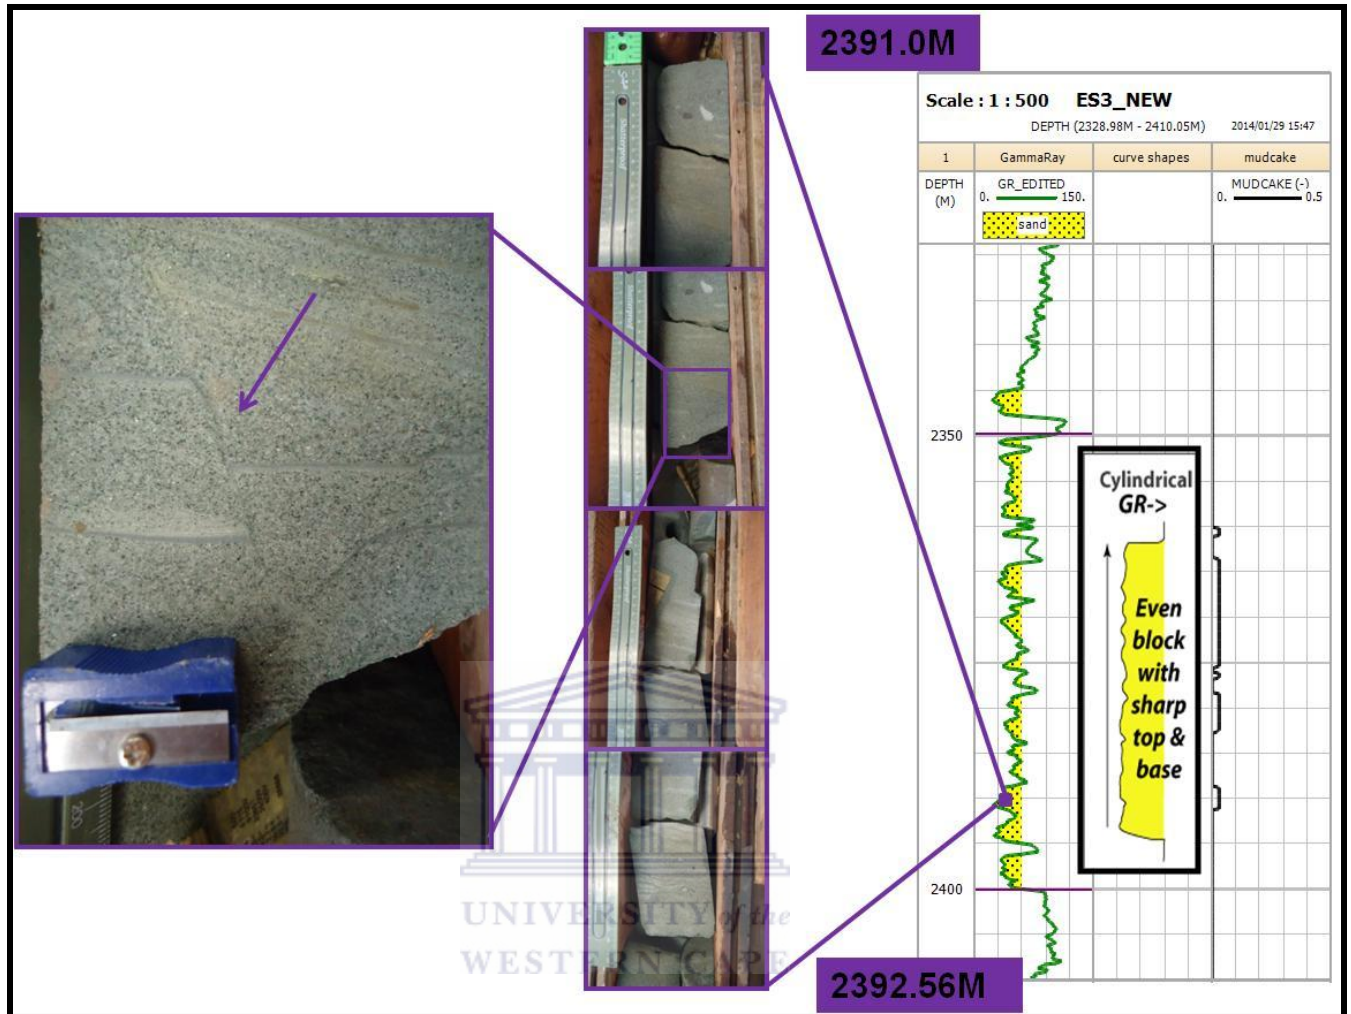 2391.0M
Scale : 1 : 500 ES3_NEW
DEPTH (2328.98M - 2410.05M) 2014/01/29 15:47
1 GammaRay curve shapes mudcake
DEPTH
(M)
GR_EDITED
0. 150.
sand
MUDCAKE (-)
0. 0.5
2350
Cylindrical
GR->
Even
block
with
sharp
top &
base
2400
Shatterproof
200
UNIVERSITY of the
WESTERN CAPE
2392.56M